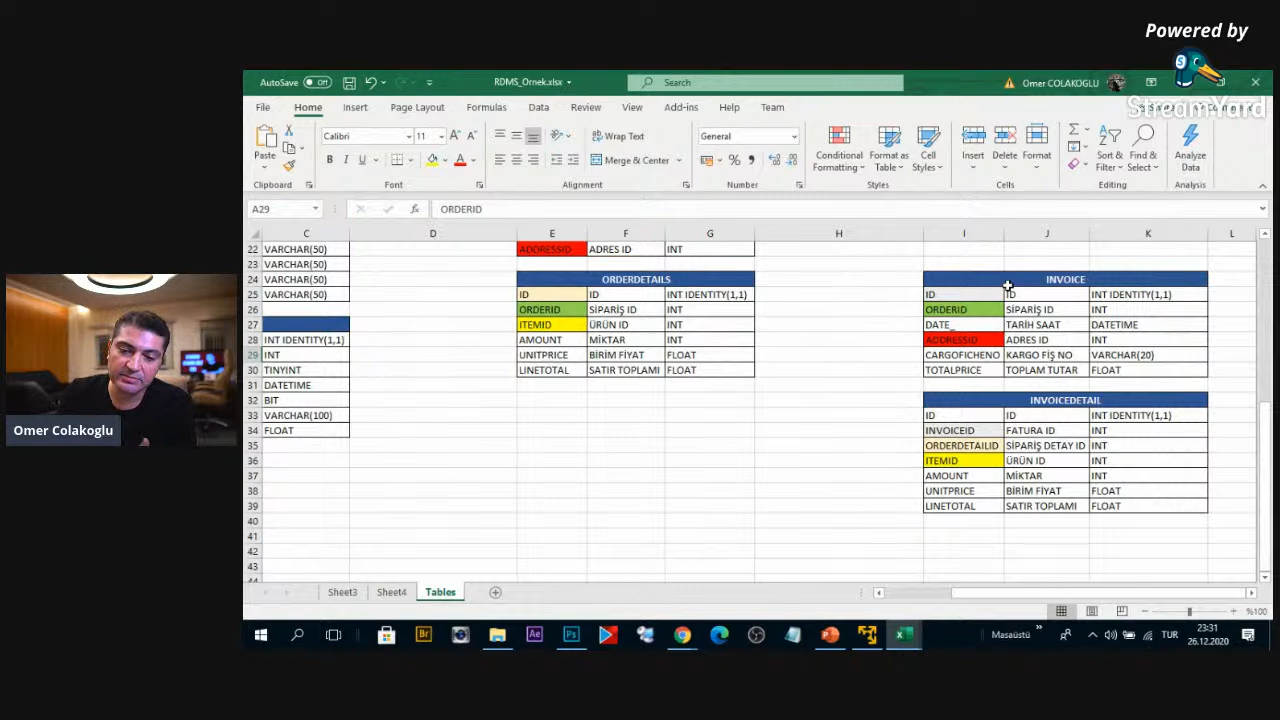 Powered by
StreamYard
AutoSave Off
RDMS_Ornek.xlsx
Search
Omer COLAKOGLU
File Home Insert Page Layout Formulas Data Review View Add-ins Help Team
Paste
Calibri 11
Wrap Text
Merge & Center
General
Conditional Formatting
Format as Table
Cell Styles
Insert Delete Format
Sort & Filter
Find & Select
Analyze Data
Clipboard Font Alignment Number Styles Cells Editing Analysis
A29 ORDERID
C D E F G H I J K L
22 VARCHAR(50) ADDRESSID ADRES ID INT
23 VARCHAR(50)
24 VARCHAR(50) ORDERDETAILS INVOICE
25 VARCHAR(50) ID ID INT IDENTITY(1,1) ID ID INT IDENTITY(1,1)
26 ORDERID SİPARİŞ ID INT ORDERID SİPARİŞ ID INT
27 ITEMID ÜRÜN ID INT DATE_ TARİH SAAT DATETIME
28 INT IDENTITY(1,1) AMOUNT MİKTAR INT ADDRESSID ADRES ID INT
29 INT UNITPRICE BİRİM FİYAT FLOAT CARGOFICHENO KARGO FİŞ NO VARCHAR(20)
30 TINYINT LINETOTAL SATIR TOPLAMI FLOAT TOTALPRICE TOPLAM TUTAR FLOAT
31 DATETIME
32 BIT INVOICEDETAIL
33 VARCHAR(100) ID ID INT IDENTITY(1,1)
34 FLOAT INVOICEID FATURA ID INT
35 ORDERDETAILID SİPARİŞ DETAY ID INT
36 ITEMID ÜRÜN ID INT
37 AMOUNT MİKTAR INT
38 UNITPRICE BİRİM FİYAT FLOAT
39 LINETOTAL SATIR TOPLAMI FLOAT
40
41
42
43
Sheet3 Sheet4 Tables
%100
Omer Colakoglu
Masaüstü
TUR
23:31
26.12.2020